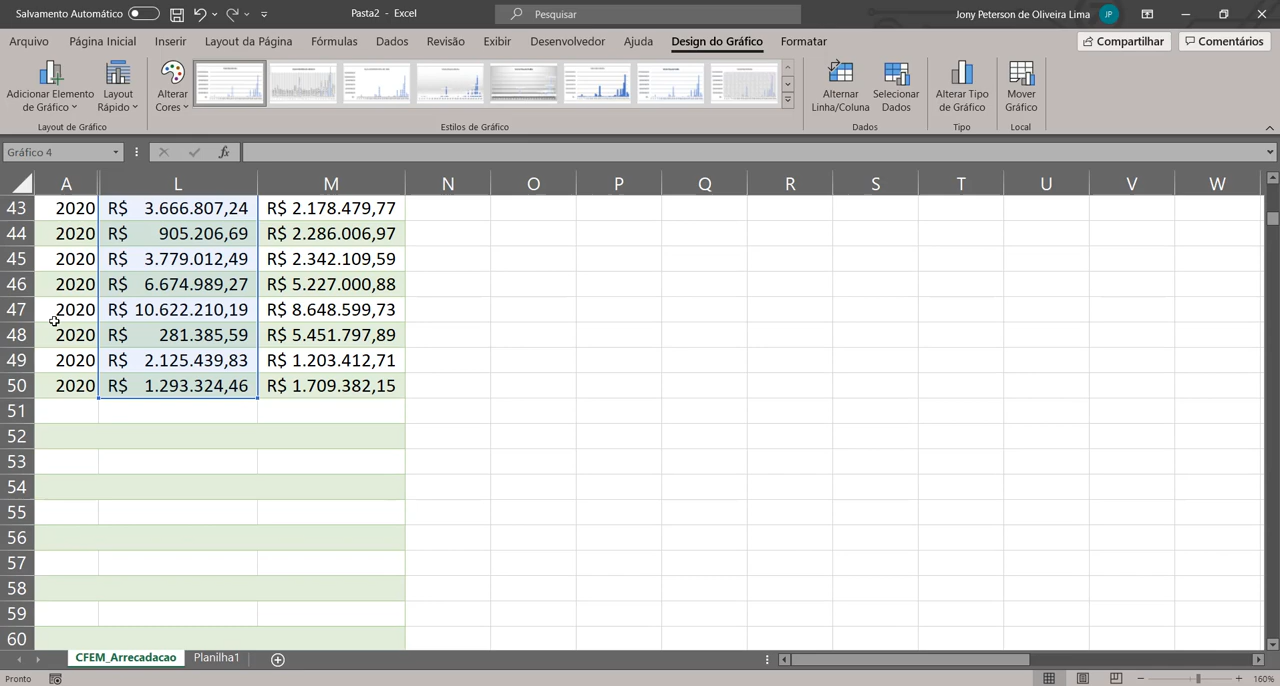 Salvamento Automático
Pasta2 - Excel
Pesquisar
Jony Peterson de Oliveira Lima
JP
Arquivo Página Inicial Inserir Layout da Página Fórmulas Dados Revisão Exibir Desenvolvedor Ajuda Design do Gráfico Formatar
Compartilhar
Comentários
Adicionar Elemento de Gráfico
Layout Rápido
Alterar Cores
Alternar Linha/Coluna
Selecionar Dados
Alterar Tipo de Gráfico
Mover Gráfico
Layout de Gráfico Estilos de Gráfico Dados Tipo Local
Gráfico 4
fx
A L M N O P Q R S T U V W
43 2020 R$ 3.666.807,24 R$ 2.178.479,77
44 2020 R$ 905.206,69 R$ 2.286.006,97
45 2020 R$ 3.779.012,49 R$ 2.342.109,59
46 2020 R$ 6.674.989,27 R$ 5.227.000,88
47 2020 R$ 10.622.210,19 R$ 8.648.599,73
48 2020 R$ 281.385,59 R$ 5.451.797,89
49 2020 R$ 2.125.439,83 R$ 1.203.412,71
50 2020 R$ 1.293.324,46 R$ 1.709.382,15
51
52
53
54
55
56
57
58
59
60
CFEM_Arrecadacao Planilha1
Pronto
160%